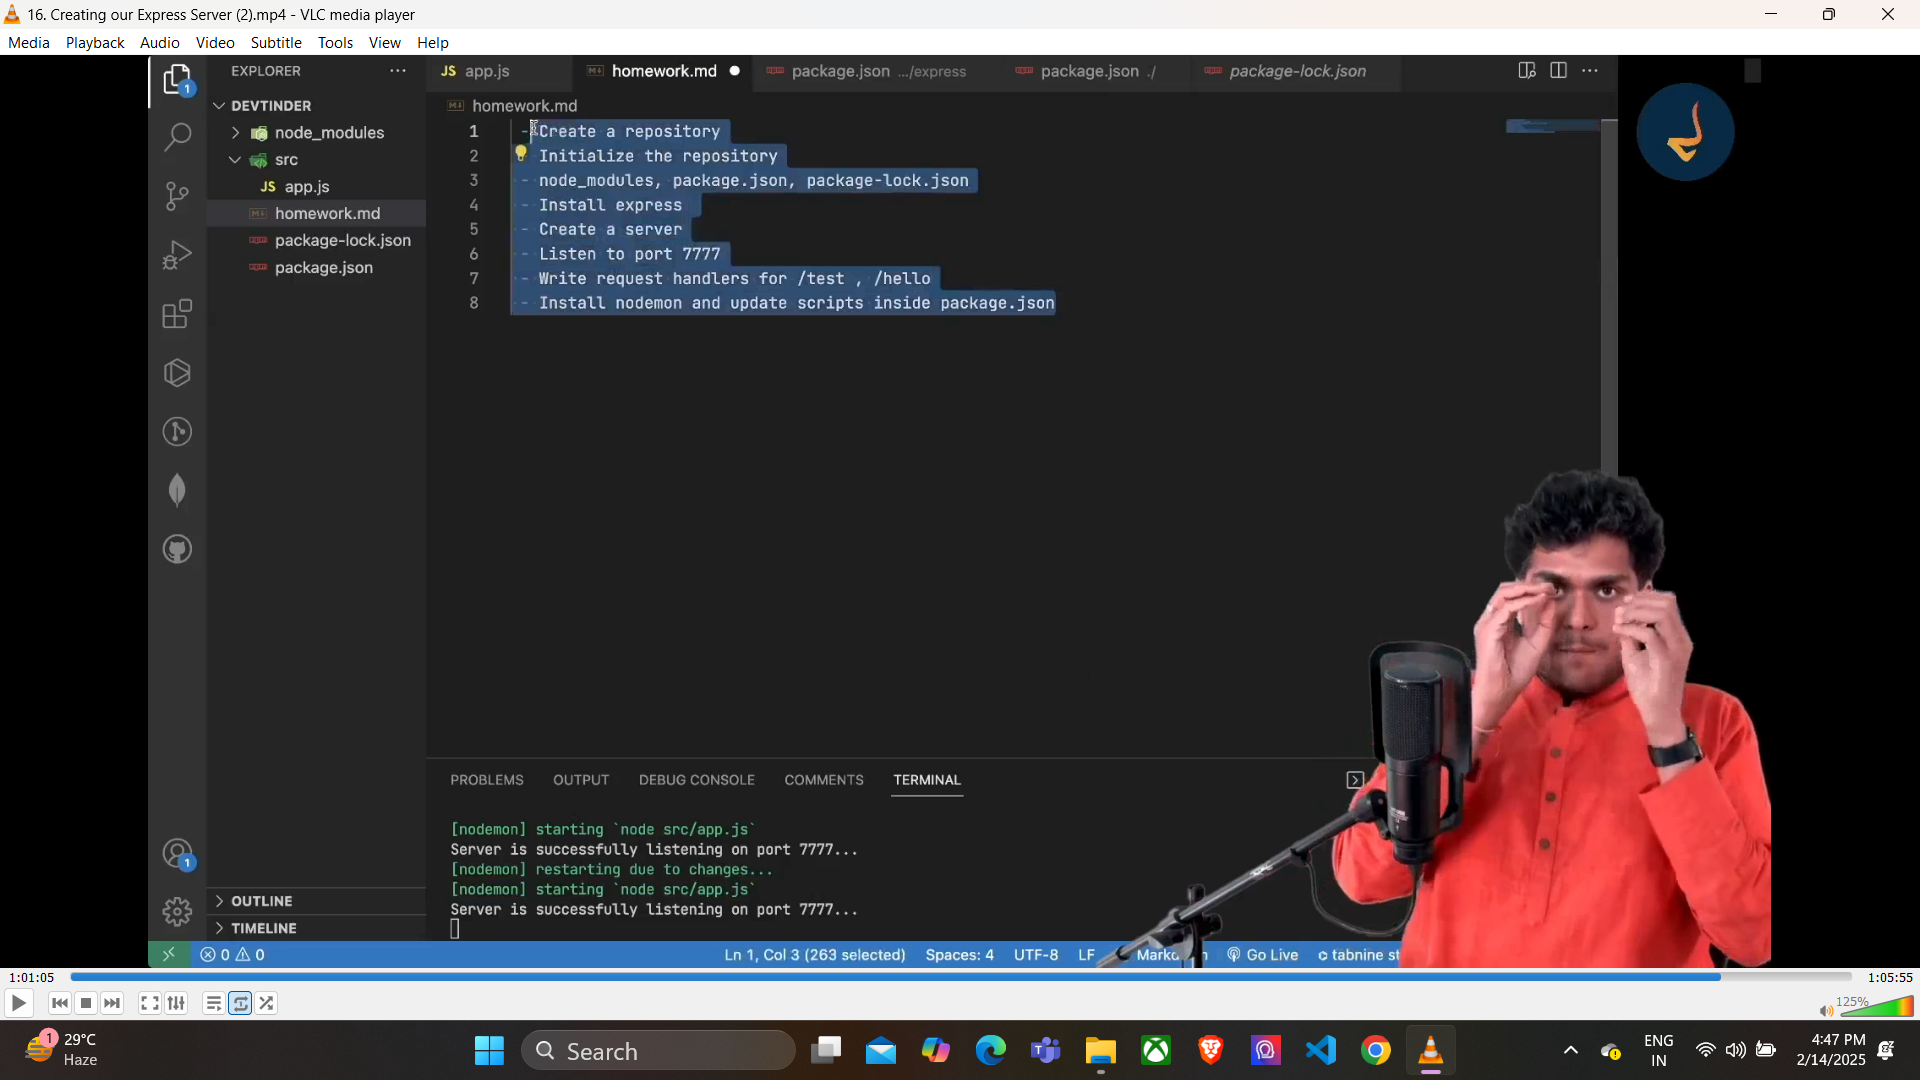 16. Creating our Express Server (2).mp4 - VLC media player
Media Playback Audio Video Subtitle Tools View Help
1
EXPLORER
JS app.js
homework.md
package.json .../express
package.json ./
package-lock.json
DEVTINDER
node_modules
src
JS app.js
homework.md
package-lock.json
package.json
homework.md
1 - Create a repository
2 - Initialize the repository
3 - node_modules, package.json, package-lock.json
4 - Install express
5 - Create a server
6 - Listen to port 7777
7 - Write request handlers for /test , /hello
8 - Install nodemon and update scripts inside package.json
PROBLEMS OUTPUT DEBUG CONSOLE COMMENTS TERMINAL
[nodemon] starting `node src/app.js`
Server is successfully listening on port 7777...
[nodemon] restarting due to changes...
[nodemon] starting `node src/app.js`
Server is successfully listening on port 7777...
1
OUTLINE
TIMELINE
0 0 Ln 1, Col 3 (263 selected) Spaces: 4 UTF-8 LF Go Live tabnine
1:01:05 1:05:55
125%
1 29°C
Haze
Search
ENG
IN
4:47 PM
2/14/2025